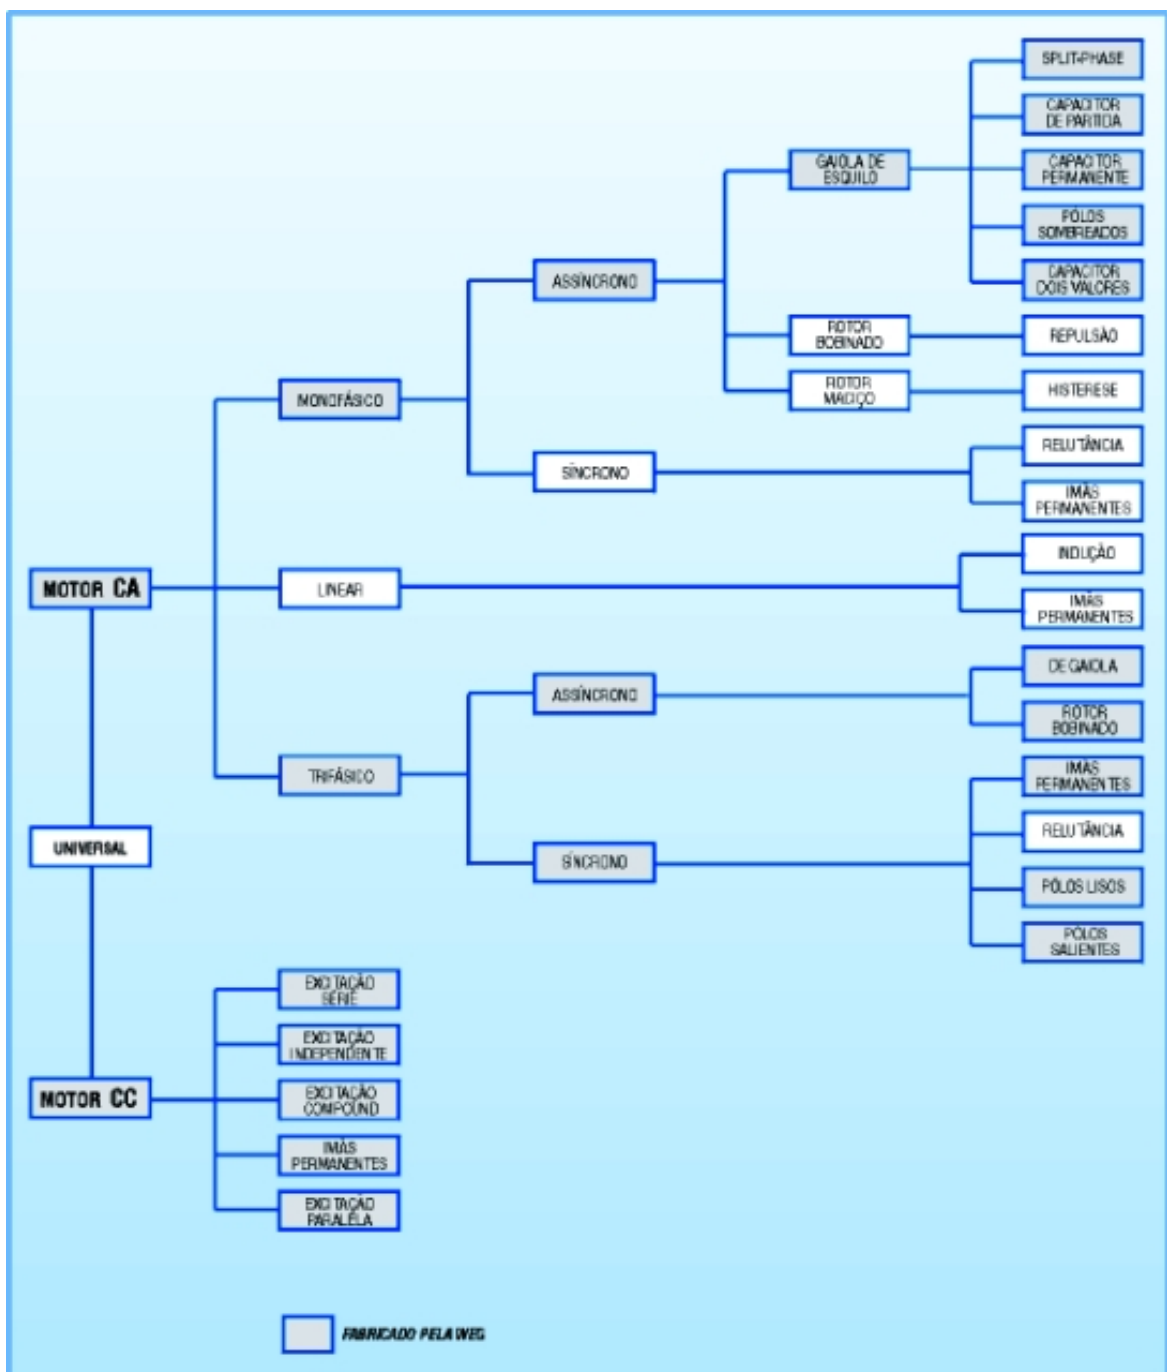 SPLIT-PHASE
CAPACITOR
DE PARTIDA
GAIOLA DE
ESQUILO
CAPACITOR
PERMANENTE
PÓLOS
SOMBREADOS
ASSÍNCRONO
CAPACITOR
DOIS VALORES
ROTOR
BOBINADO
REPULSÃO
MONOFÁSICO
ROTOR
MACIÇO
HISTERESE
RELUTÂNCIA
SÍNCRONO
IMÃS
PERMANENTES
INDUÇÃO
MOTOR CA
LINEAR
IMÃS
PERMANENTES
DE GAIOLA
ASSÍNCRONO
ROTOR
BOBINADO
TRIFÁSICO
IMÃS
PERMANENTES
RELUTÂNCIA
UNIVERSAL
SÍNCRONO
PÓLOS LISOS
PÓLOS
SALIENTES
EXCITAÇÃO
SÉRIE
EXCITAÇÃO
INDEPENDENTE
MOTOR CC
EXCITAÇÃO
COMPOUND
IMÃS
PERMANENTES
EXCITAÇÃO
PARALELA
FABRICADO PELA WEG